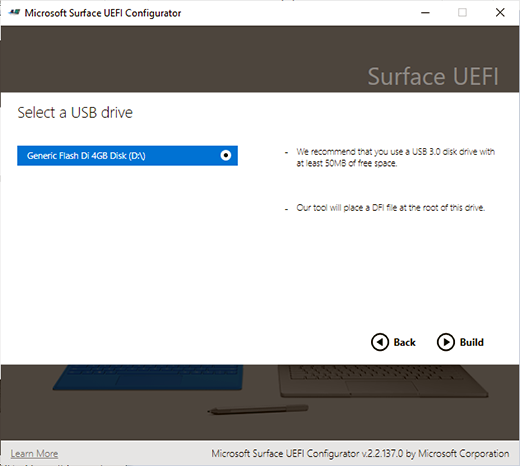 Microsoft Surface UEFI Configurator
Surface UEFI
Select a USB drive
Generic Flash Di 4GB Disk (D:\)
- We recommend that you use a USB 3.0 disk drive with
at least 50MB of free space.
- Our tool will place a DFI file at the root of this drive.
Back
Build
Learn More
Microsoft Surface UEFI Configurator v.2.2.137.0 by Microsoft Corporation